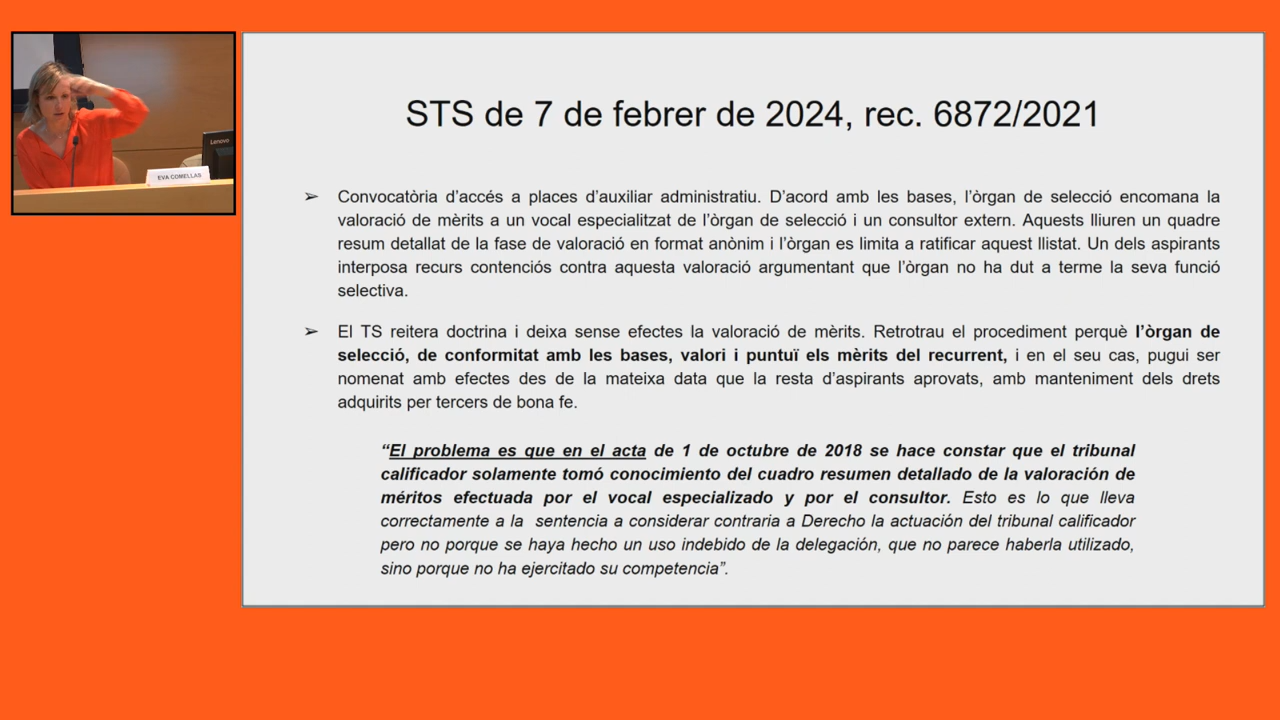 STS de 7 de febrer de 2024, rec. 6872/2021
➢ Convocatòria d’accés a places d’auxiliar administratiu. D’acord amb les bases, l’òrgan de selecció encomana la
valoració de mèrits a un vocal especialitzat de l’òrgan de selecció i un consultor extern. Aquests lliuren un quadre
resum detallat de la fase de valoració en format anònim i l’òrgan es limita a ratificar aquest llistat. Un dels aspirants
interposa recurs contenciós contra aquesta valoració argumentant que l’òrgan no ha dut a terme la seva funció
selectiva.
➢ El TS reitera doctrina i deixa sense efectes la valoració de mèrits. Retrotrau el procediment perquè l’òrgan de
selecció, de conformitat amb les bases, valori i puntuï els mèrits del recurrent, i en el seu cas, pugui ser
nomenat amb efectes des de la mateixa data que la resta d’aspirants aprovats, amb manteniment dels drets
adquirits per tercers de bona fe.
“El problema es que en el acta de 1 de octubre de 2018 se hace constar que el tribunal
calificador solamente tomó conocimiento del cuadro resumen detallado de la valoración de
méritos efectuada por el vocal especializado y por el consultor. Esto es lo que lleva
correctamente a la sentencia a considerar contraria a Derecho la actuación del tribunal calificador
pero no porque se haya hecho un uso indebido de la delegación, que no parece haberla utilizado,
sino porque no ha ejercitado su competencia”.
Lenovo
EVA COMELLAS